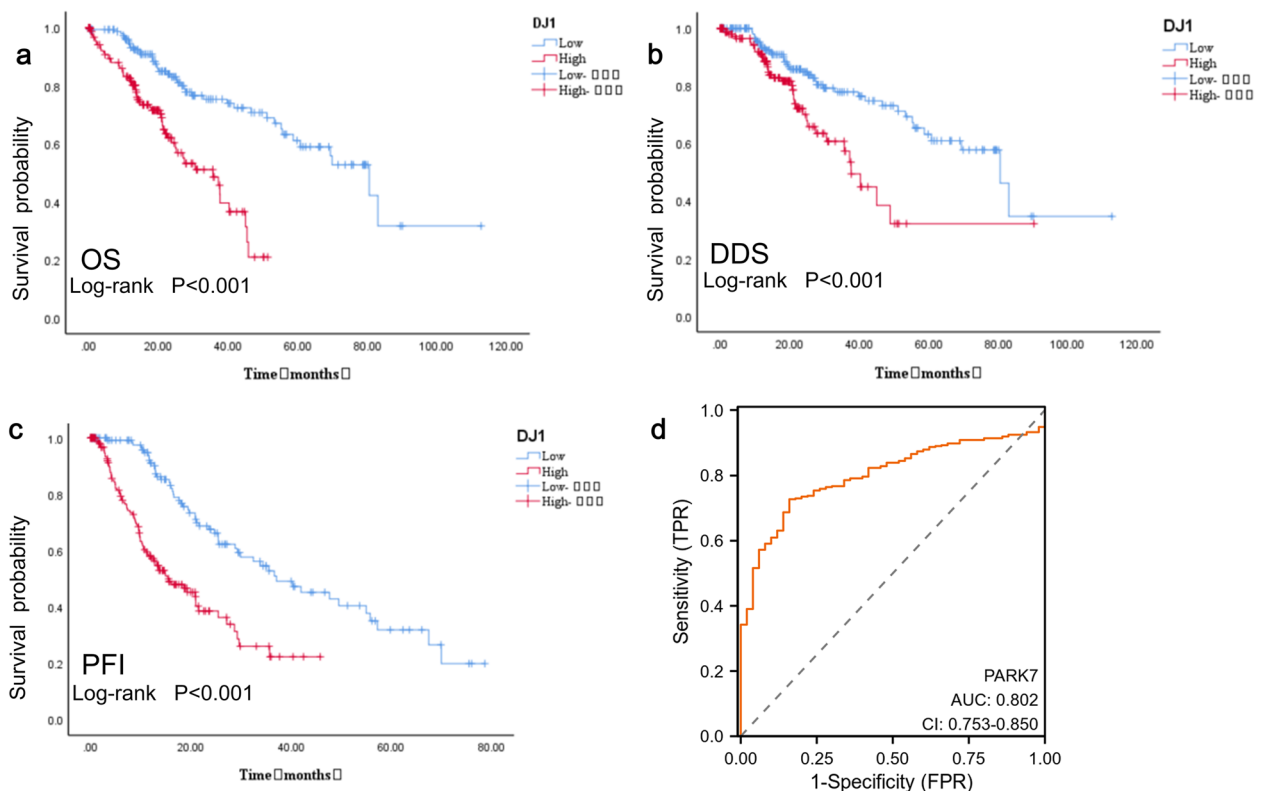 a
DJ1
Low
High
Low- □□□
High- □□□
1.0
0.8
0.6
0.4
0.2
0.0
Survival probability
OS
Log-rank P<0.001
.00 20.00 40.00 60.00 80.00 100.00 120.00
Time□months□
b
DJ1
Low
High
Low- □□□
High- □□□
1.0
0.8
0.6
0.4
0.2
0.0
Survival probability
DDS
Log-rank P<0.001
.00 20.00 40.00 60.00 80.00 100.00 120.00
Time□months□
c
DJ1
Low
High
Low- □□□
High- □□□
1.0
0.8
0.6
0.4
0.2
0.0
Survival probability
PFI
Log-rank P<0.001
.00 20.00 40.00 60.00 80.00
Time□months□
d
1.0
0.8
0.6
0.4
0.2
0.0
Sensitivity (TPR)
PARK7
AUC: 0.802
CI: 0.753-0.850
0.00 0.25 0.50 0.75 1.00
1-Specificity (FPR)